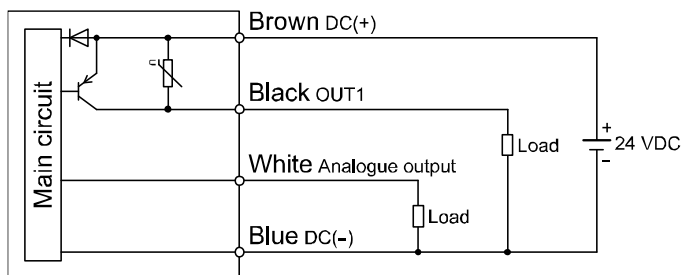 Brown DC(+)
Main circuit
U
Black OUT1
+
24 VDC
−
Load
White Analogue output
Load
Blue DC(−)